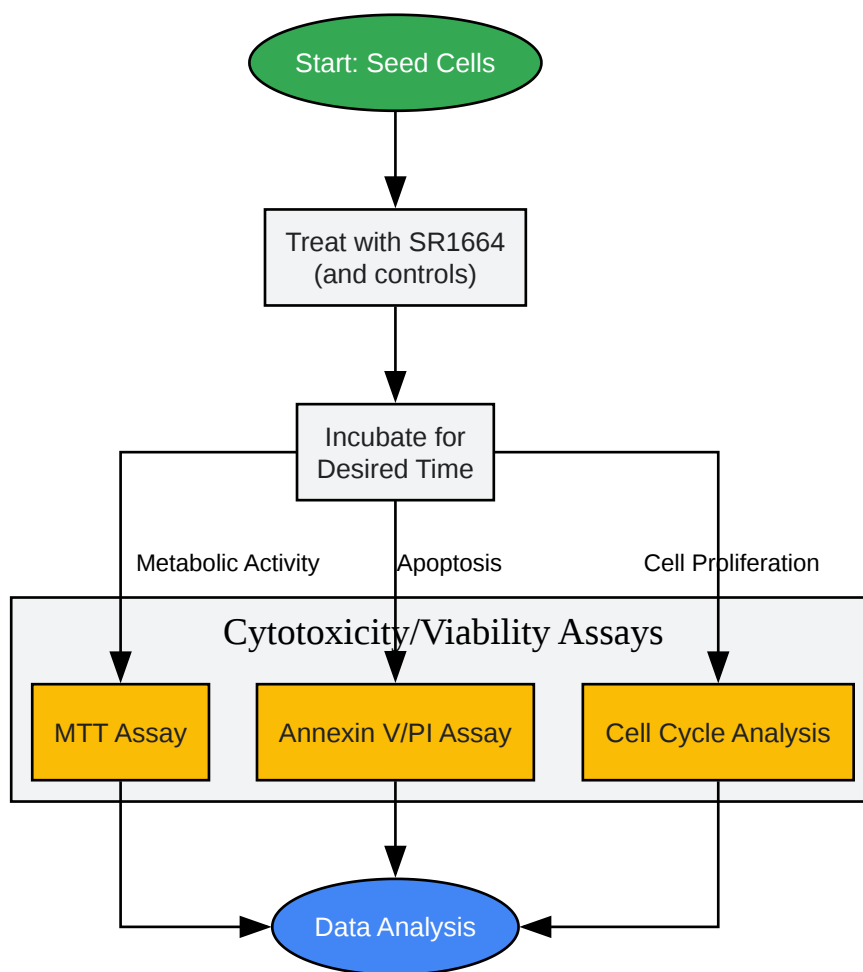 Start: Seed Cells
Treat with SR1664
(and controls)
Incubate for
Desired Time
Metabolic Activity
Apoptosis
Cell Proliferation
Cytotoxicity/Viability Assays
MTT Assay
Annexin V/PI Assay
Cell Cycle Analysis
Data Analysis